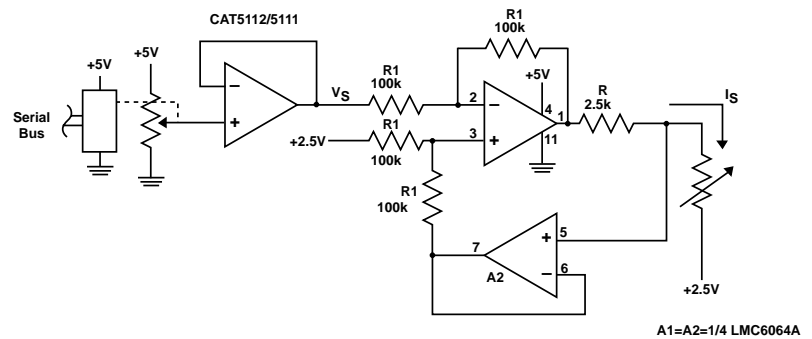 CAT5112/5111
+5V
+5V
Serial
Bus
−
+
VS
R1
100k
R1
100k
+2.5V
R1
100k
R1
100k
+5V
2
−
3
+
4
1
11
R
2.5k
IS
7
+
5
−
6
A2
+2.5V
A1=A2=1/4 LMC6064A